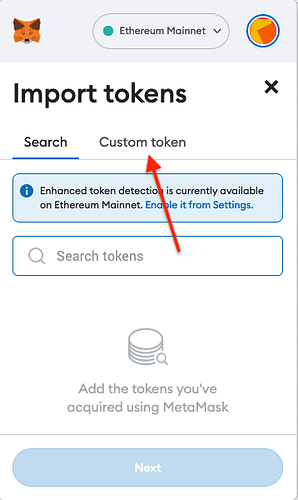 Ethereum Mainnet
Import tokens
Search
Custom token
Enhanced token detection is currently available
on Ethereum Mainnet. Enable it from Settings.
Search tokens
Add the tokens you've
acquired using MetaMask
Next